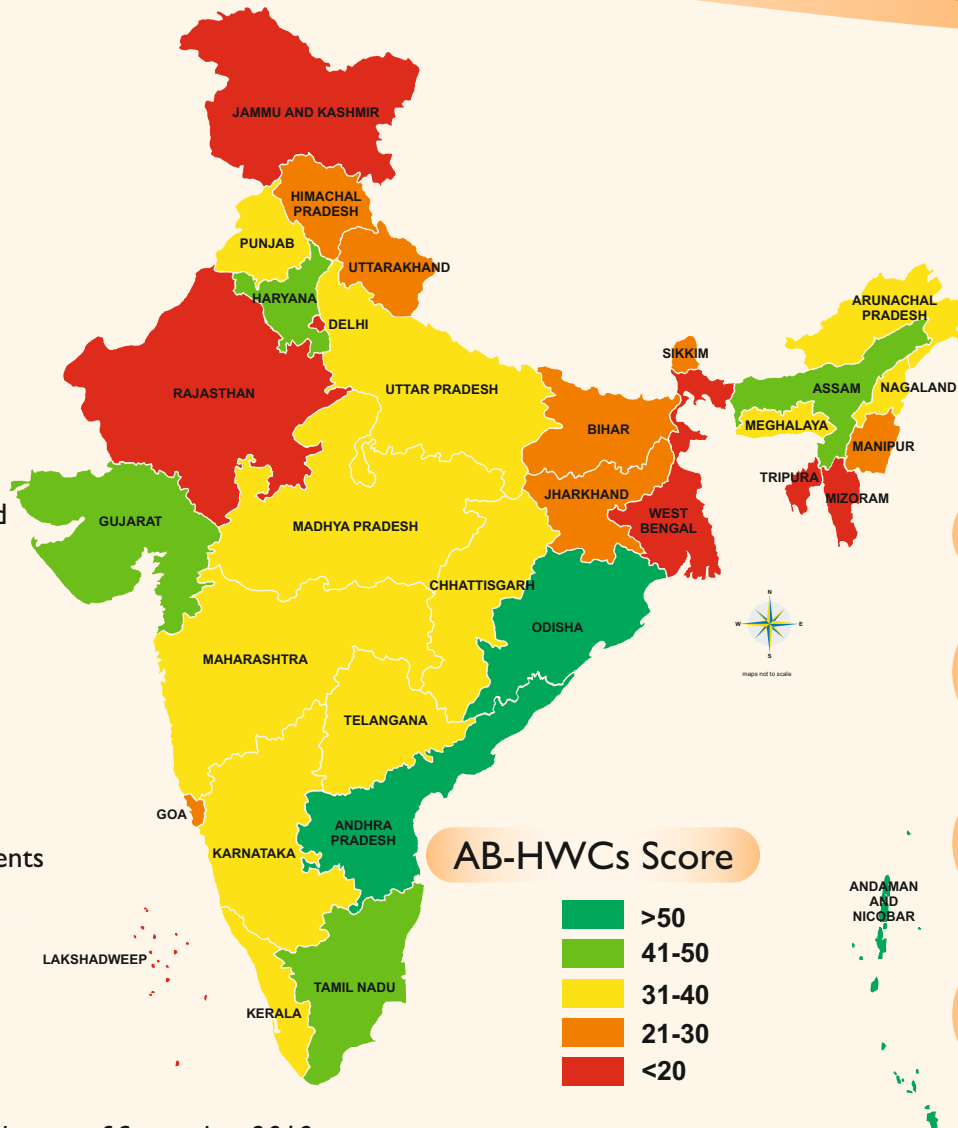 JAMMU AND KASHMIR
HIMACHAL
PRADESH
PUNJAB
UTTARAKHAND
HARYANA
DELHI
ARUNACHAL
PRADESH
SIKKIM
RAJASTHAN
UTTAR PRADESH
ASSAM
NAGALAND
BIHAR
MEGHALAYA
MANIPUR
TRIPURA
MIZORAM
JHARKHAND
WEST
BENGAL
GUJARAT
MADHYA PRADESH
CHHATTISGARH
ODISHA
N
W
E
S
maps not to scale
MAHARASHTRA
TELANGANA
GOA
ANDHRA
PRADESH
KARNATAKA
ents
AB-HWCs Score
>50
41-50
31-40
21-30
<20
ANDAMAN
AND
NICOBAR
LAKSHADWEEP
TAMIL NADU
KERALA